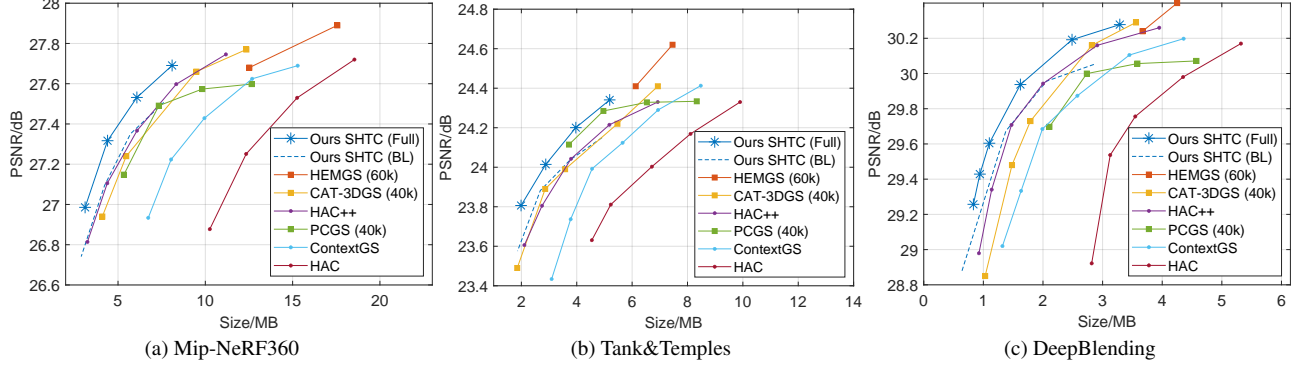 28
27.8
27.6
27.4
27.2
27
26.8
26.6
PSNR/dB
5
10
15
20
Size/MB
Ours SHTC (Full)
Ours SHTC (BL)
HEMGS (60k)
CAT-3DGS (40k)
HAC++
PCGS (40k)
ContextGS
HAC
(a) Mip-NeRF360
24.8
24.6
24.4
24.2
24
23.8
23.6
23.4
PSNR/dB
2
4
6
8
10
12
14
Size/MB
Ours SHTC (Full)
Ours SHTC (BL)
HEMGS (60k)
CAT-3DGS (40k)
HAC++
PCGS (40k)
ContextGS
HAC
(b) Tank&Temples
30.4
30.2
30
29.8
29.6
29.4
29.2
29
28.8
PSNR/dB
0
1
2
3
4
5
6
Size/MB
Ours SHTC (Full)
Ours SHTC (BL)
HEMGS (60k)
CAT-3DGS (40k)
HAC++
PCGS (40k)
ContextGS
HAC
(c) DeepBlending